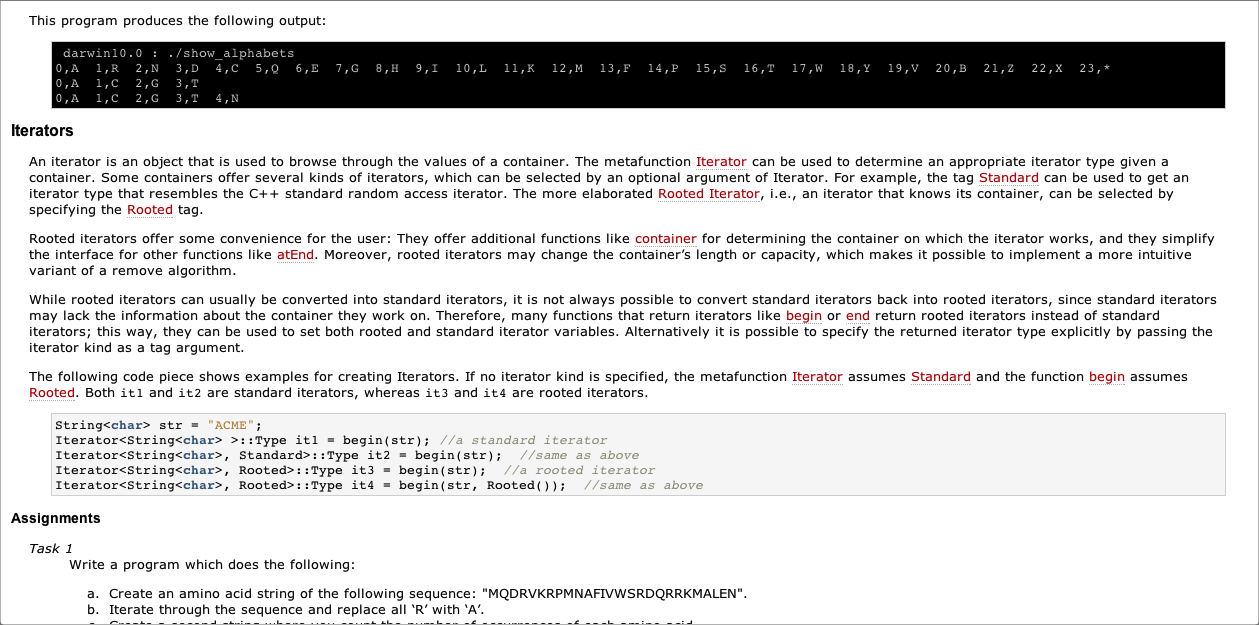 This program produces the following output:
darwin10.0 : ./show_alphabets
0,A 1,R 2,N 3,D 4,C 5,Q 6,E 7,G 8,H 9,I 10,L 11,K 12,M 13,F 14,P 15,S 16,T 17,W 18,Y 19,V 20,B 21,Z 22,X 23,*
0,A 1,C 2,G 3,T
0,A 1,C 2,G 3,T 4,N
Iterators
An iterator is an object that is used to browse through the values of a container. The metafunction Iterator can be used to determine an appropriate iterator type given a
container. Some containers offer several kinds of iterators, which can be selected by an optional argument of Iterator. For example, the tag Standard can be used to get an
iterator type that resembles the C++ standard random access iterator. The more elaborated Rooted Iterator, i.e., an iterator that knows its container, can be selected by
specifying the Rooted tag.
Rooted iterators offer some convenience for the user: They offer additional functions like container for determining the container on which the iterator works, and they simplify
the interface for other functions like atEnd. Moreover, rooted iterators may change the container’s length or capacity, which makes it possible to implement a more intuitive
variant of a remove algorithm.
While rooted iterators can usually be converted into standard iterators, it is not always possible to convert standard iterators back into rooted iterators, since standard iterators
may lack the information about the container they work on. Therefore, many functions that return iterators like begin or end return rooted iterators instead of standard
iterators; this way, they can be used to set both rooted and standard iterator variables. Alternatively it is possible to specify the returned iterator type explicitly by passing the
iterator kind as a tag argument.
The following code piece shows examples for creating Iterators. If no iterator kind is specified, the metafunction Iterator assumes Standard and the function begin assumes
Rooted. Both it1 and it2 are standard iterators, whereas it3 and it4 are rooted iterators.
String<char> str = "ACME";
Iterator<String<char> >::Type it1 = begin(str); //a standard iterator
Iterator<String<char>, Standard>::Type it2 = begin(str);  //same as above
Iterator<String<char>, Rooted>::Type it3 = begin(str);  //a rooted iterator
Iterator<String<char>, Rooted>::Type it4 = begin(str, Rooted());  //same as above
Assignments
Task 1
Write a program which does the following:
a. Create an amino acid string of the following sequence: "MQDRVKRPMNAFIVWSRDQRRKMALEN".
b. Iterate through the sequence and replace all ‘R’ with ‘A’.
c. Create a second string where you count the number of occurrences of each amino acid.